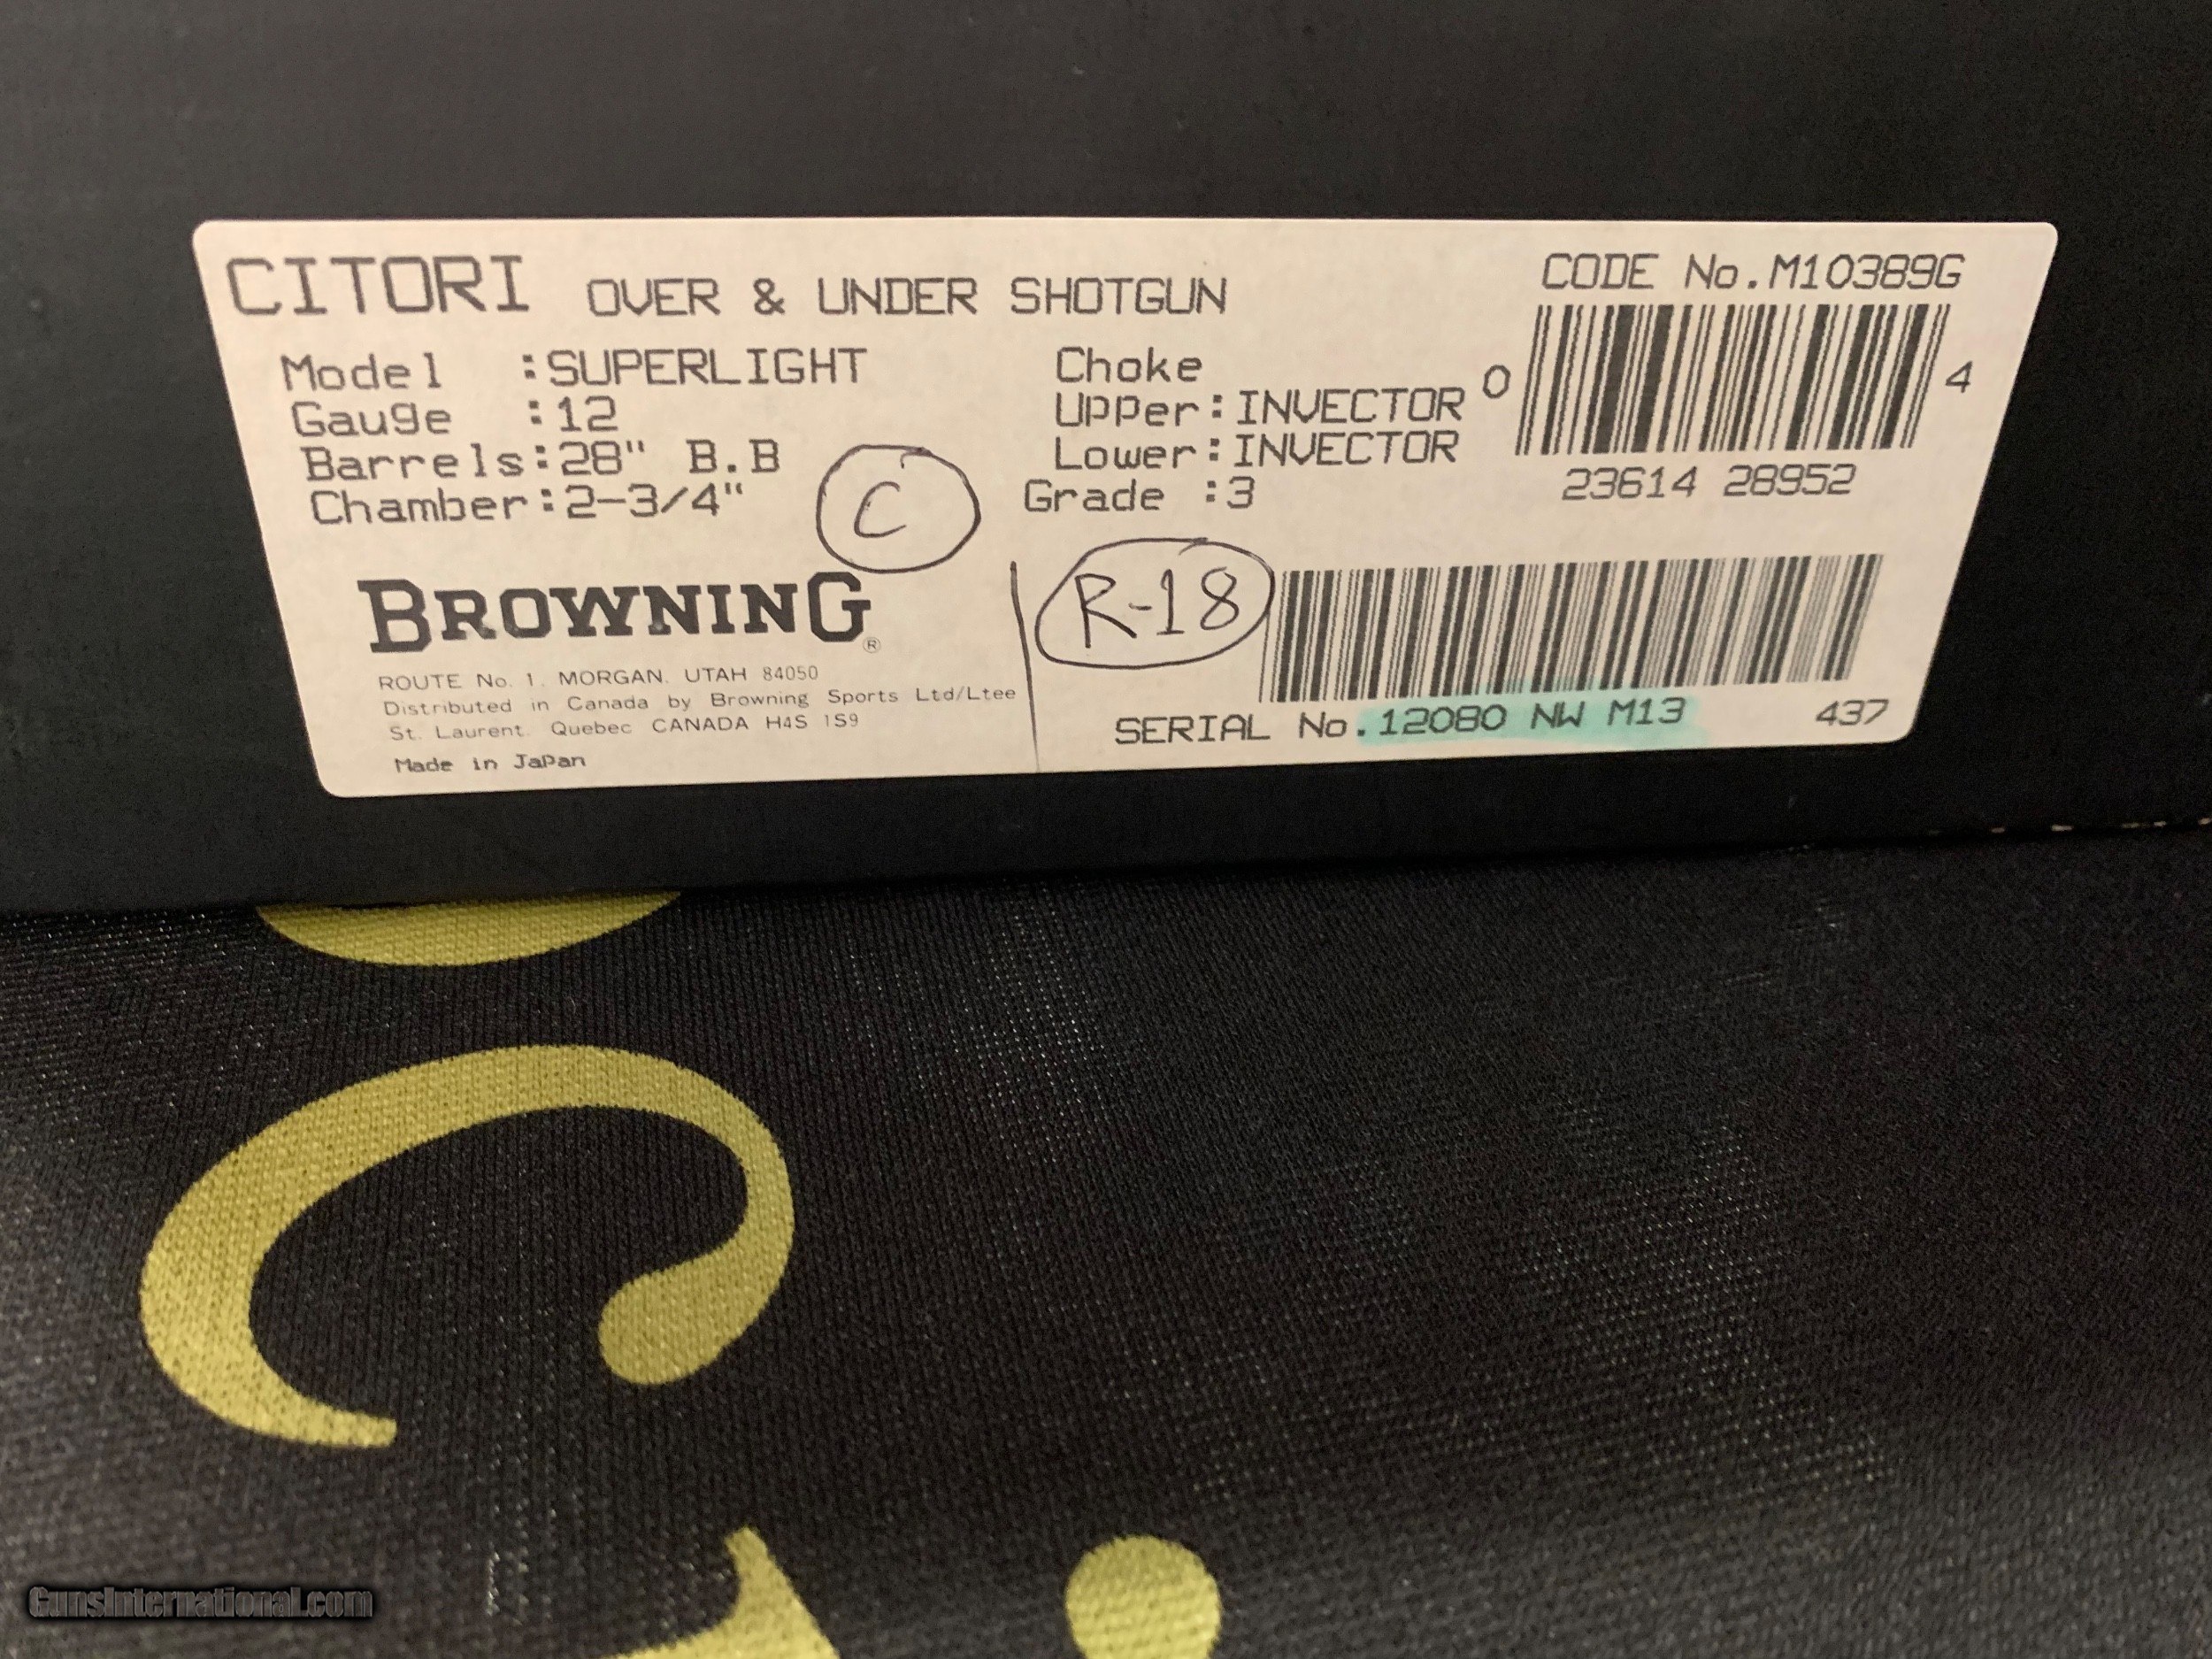 CITORI OVER & UNDER SHOTGUN
Model :SUPERLIGHT
Gauge :12
Barrels:28" B.B
Chamber:2-3/4"
C
Choke
Upper:INVECTOR
Lower:INVECTOR
Grade :3
CODE No.M10389G
0 4
23614 28952
BROWNING®
ROUTE No. 1, MORGAN, UTAH 84050
Distributed in Canada by Browning Sports Ltd/Ltee
St. Laurent, Quebec CANADA H4S 1S9
Made in Japan
R-18
SERIAL No.12080 NW M13 437
C
GunsInternational.com